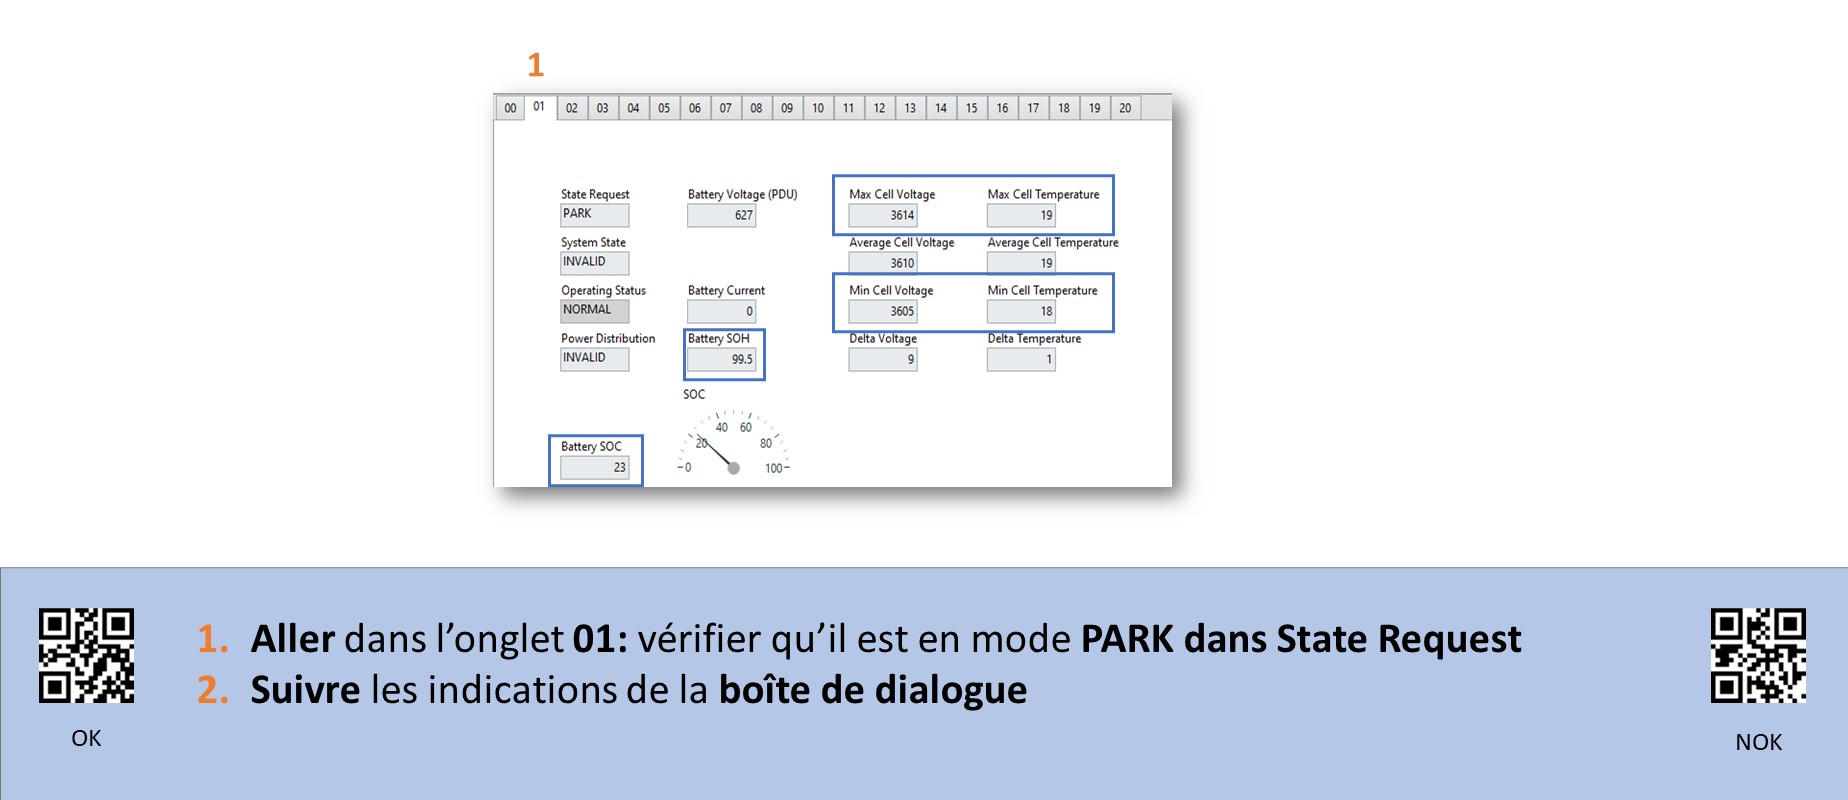 1
00 01 02 03 04 05 06 07 08 09 10 11 12 13 14 15 16 17 18 19 20
State Request Battery Voltage (PDU) Max Cell Voltage Max Cell Temperature
PARK 627 3614 19
System State Average Cell Voltage Average Cell Temperature
INVALID 3610 19
Operating Status Battery Current Min Cell Voltage Min Cell Temperature
NORMAL 0 3605 18
Power Distribution Battery SOH Delta Voltage Delta Temperature
INVALID 99.5 9 1
SOC
40 60
20 80
Battery SOC
23 0 100
1. Aller dans l’onglet 01: vérifier qu’il est en mode PARK dans State Request
2. Suivre les indications de la boîte de dialogue
OK NOK